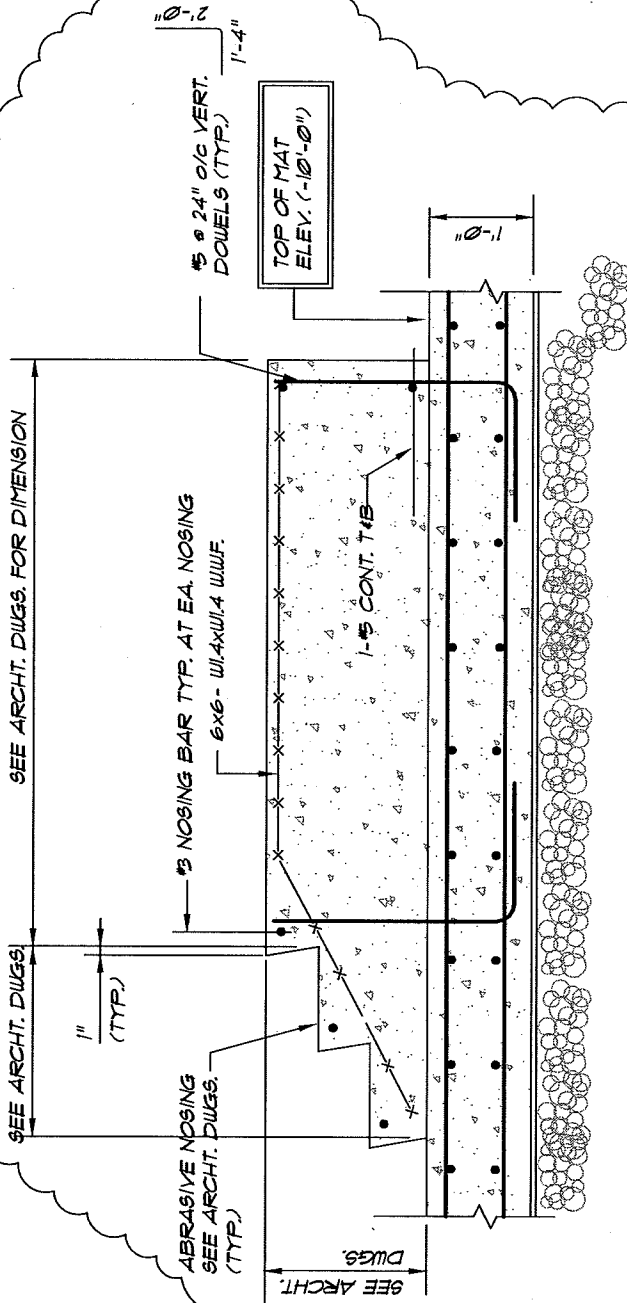 SEE ARCHT. DWGS.
SEE ARCHT. DWGS. FOR DIMENSION
1"
(TYP.)
ABRASIVE NOSING
SEE ARCHT. DWGS.
(TYP.)
#3 NOSING BAR TYP. AT EA. NOSING
6x6 - W1.4xW1.4 WWF.
#5 @ 24" o/c VERT.
DOWELS (TYP.)
2'-0"
1'-4"
TOP OF MAT
ELEV. (-10'-0")
1-#5 CONT. T&B
1'-0"
SEE ARCHT.
DWGS.